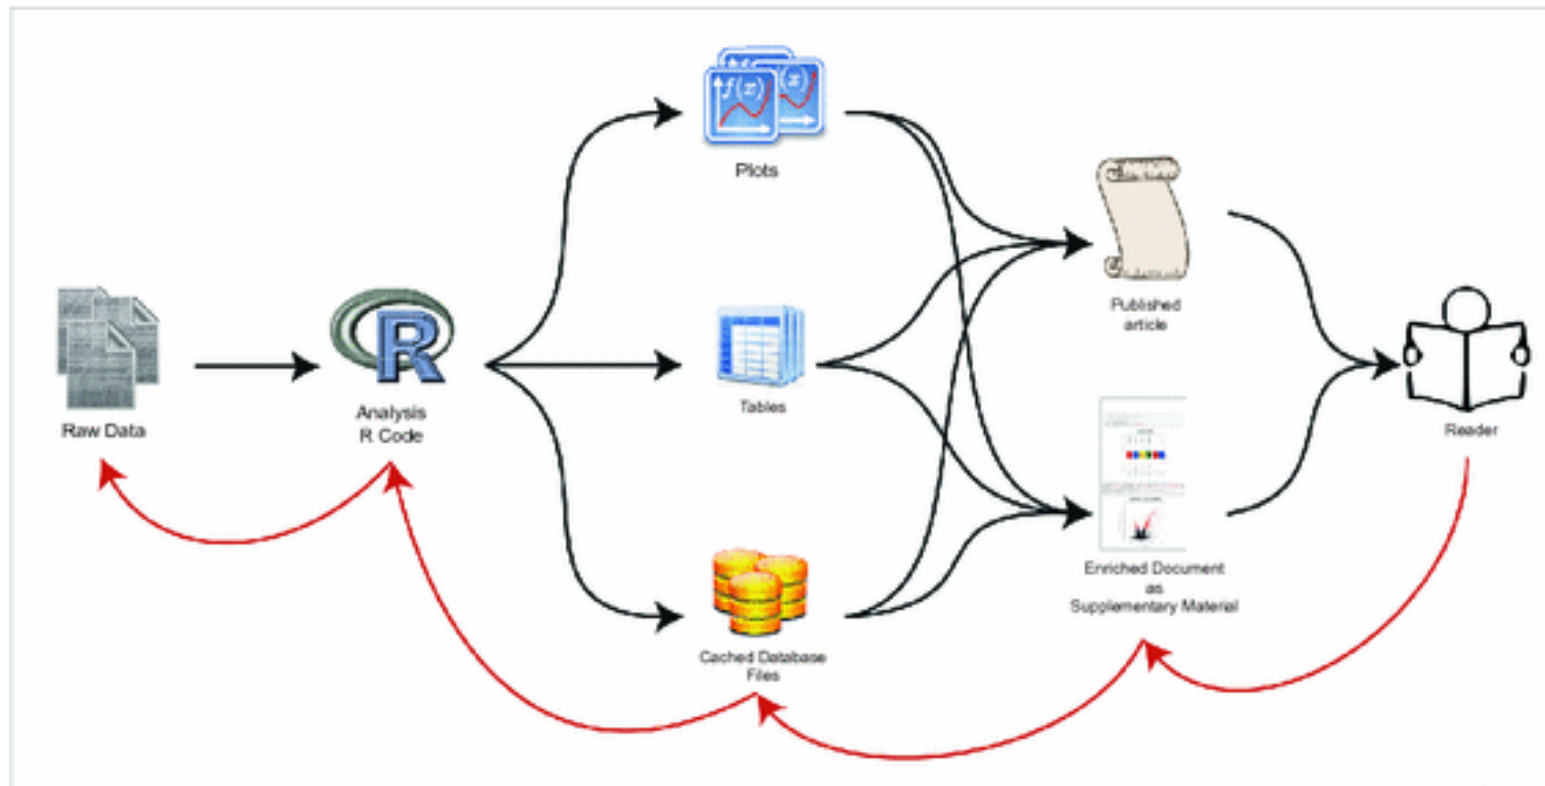 f(x)
(x)
Plots
Published
article
R
Raw Data
Analysis
R Code
Tables
Reader
Enriched Document
as
Supplementary Material
Cached Database
Files